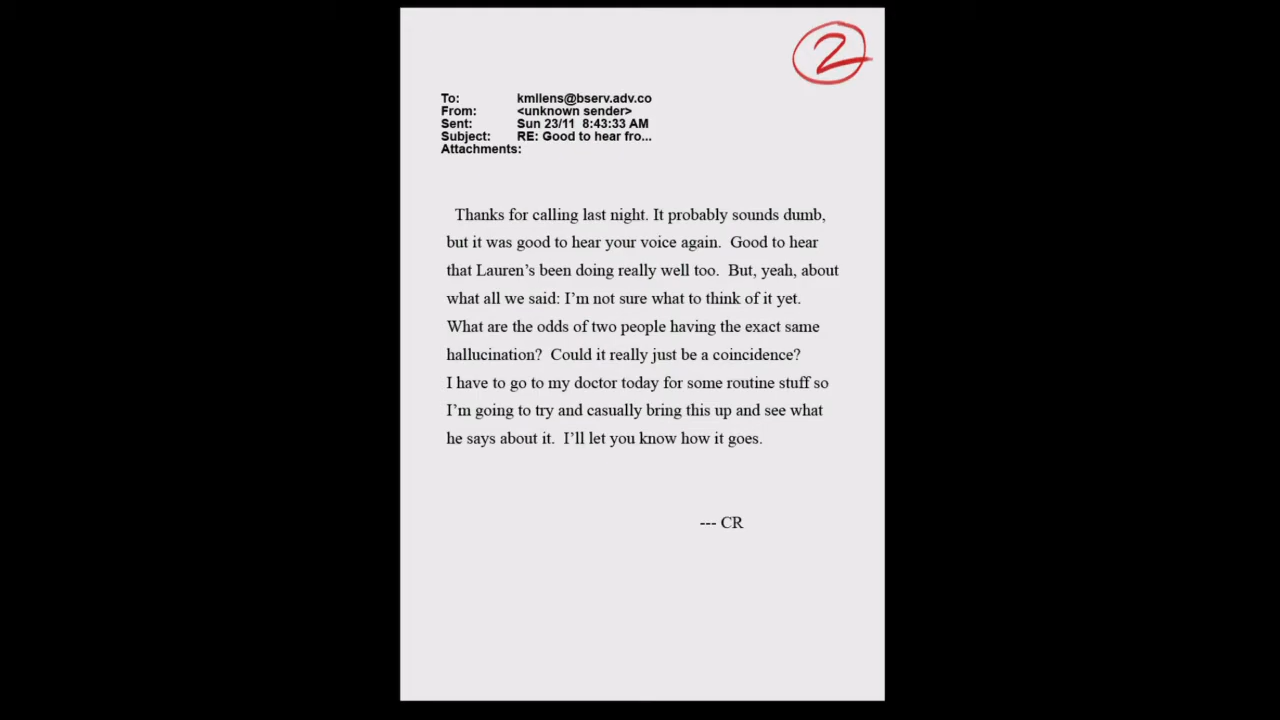 2
To: kmllens@bserv.adv.co
From: <unknown sender>
Sent: Sun 23/11 8:43:33 AM
Subject: RE: Good to hear fro...
Attachments:
Thanks for calling last night. It probably sounds dumb,
but it was good to hear your voice again. Good to hear
that Lauren’s been doing really well too. But, yeah, about
what all we said: I’m not sure what to think of it yet.
What are the odds of two people having the exact same
hallucination? Could it really just be a coincidence?
I have to go to my doctor today for some routine stuff so
I’m going to try and casually bring this up and see what
he says about it. I’ll let you know how it goes.
--- CR